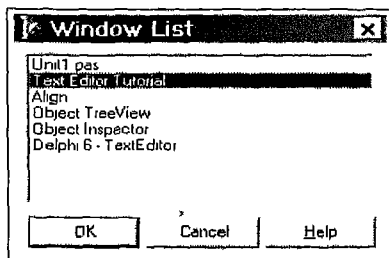 Window List
Unit1 pas
Text Editor Tutorial
Align
Object TreeView
Object Inspector
Delphi 6 - TextEditor
OK Cancel Help